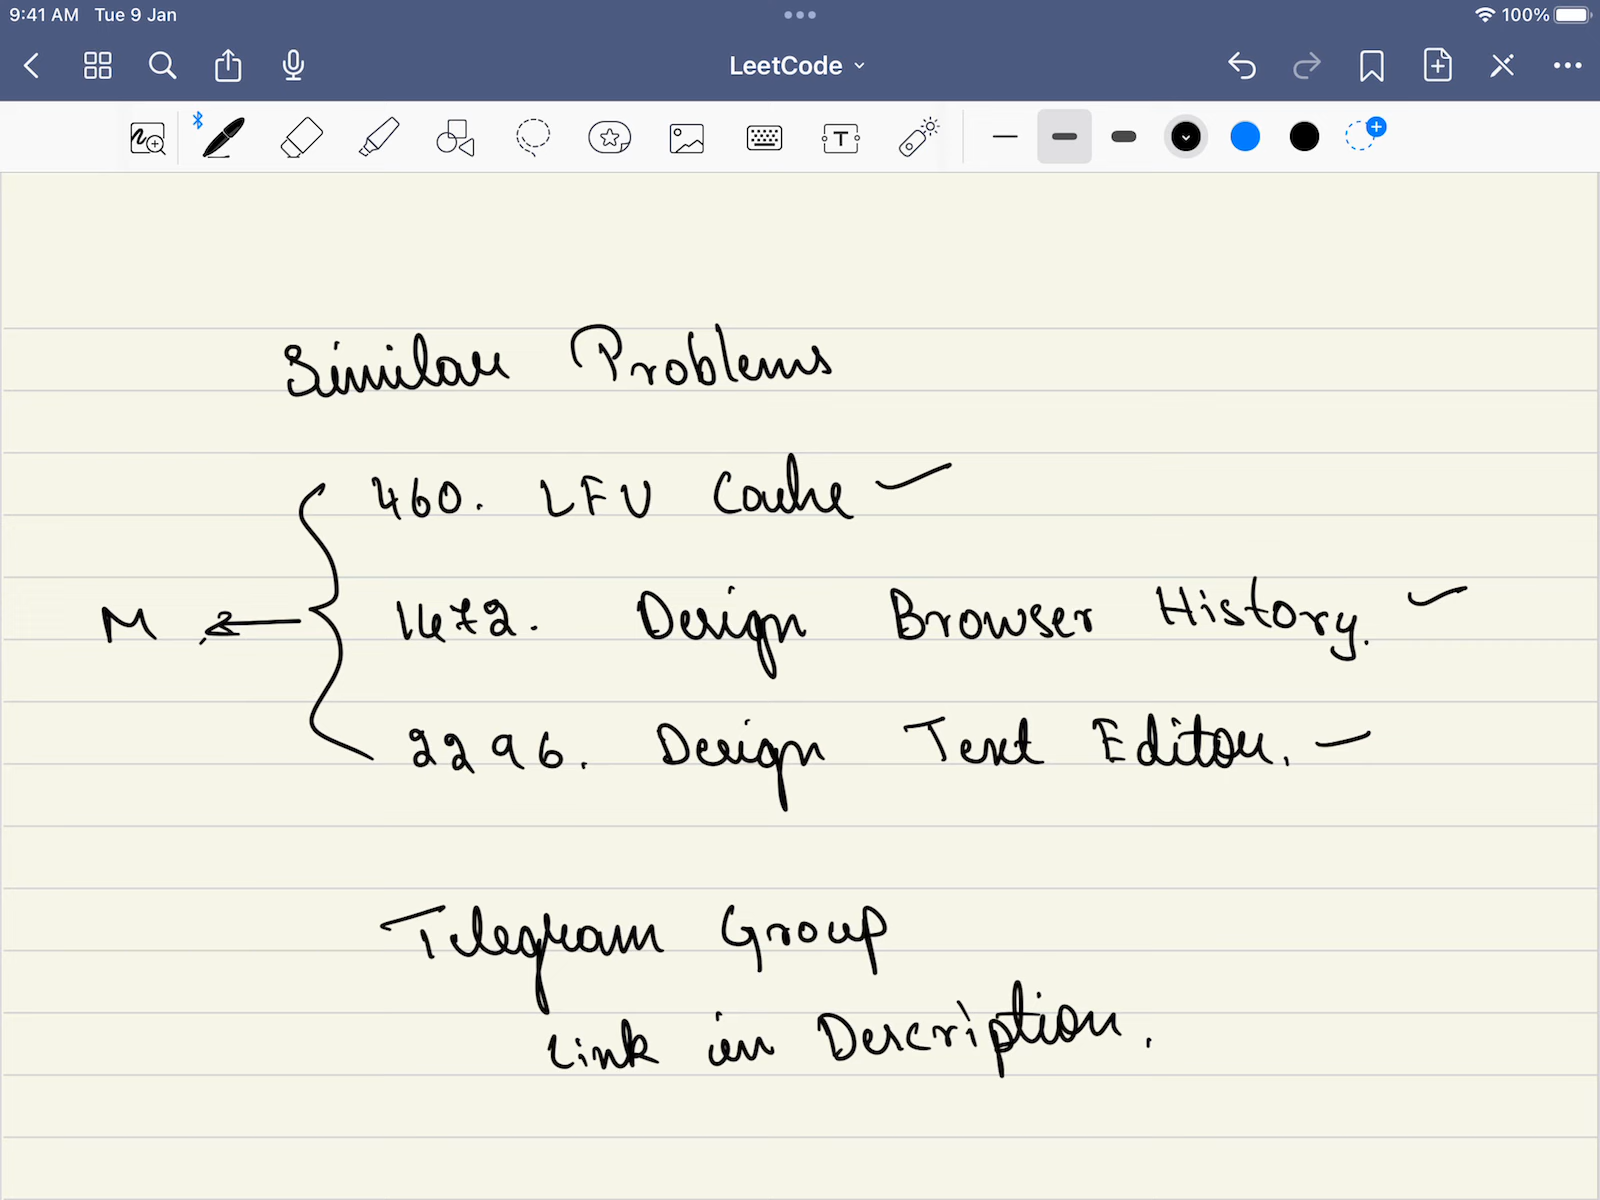 9:41 AM Tue 9 Jan 100%
LeetCode
T
Similar Problems
460. LFU Cache
1472. Design Browser History.
M
2296. Design Text Editor.
Telegram Group
Link in Description.